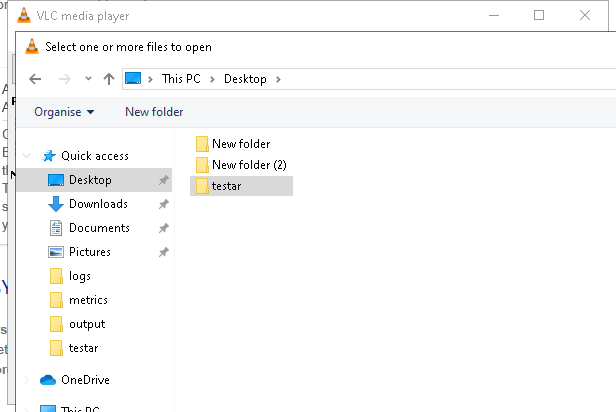 VLC media player
Select one or more files to open
This PC > Desktop >
Organise New folder
New folder
New folder (2)
testar
Quick access
Desktop
Downloads
Documents
Pictures
logs
metrics
output
testar
OneDrive
This PC